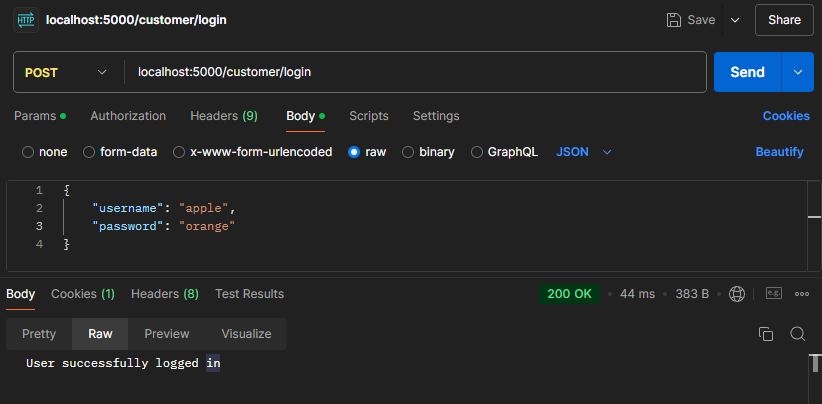 HTTP localhost:5000/customer/login Save Share
POST localhost:5000/customer/login Send
Params Authorization Headers (9) Body Scripts Settings Cookies
none form-data x-www-form-urlencoded raw binary GraphQL JSON Beautify
1 {
2 "username": "apple",
3 "password": "orange"
4 }
Body Cookies (1) Headers (8) Test Results 200 OK 44 ms 383 B e.g.
Pretty Raw Preview Visualize
User successfully logged in